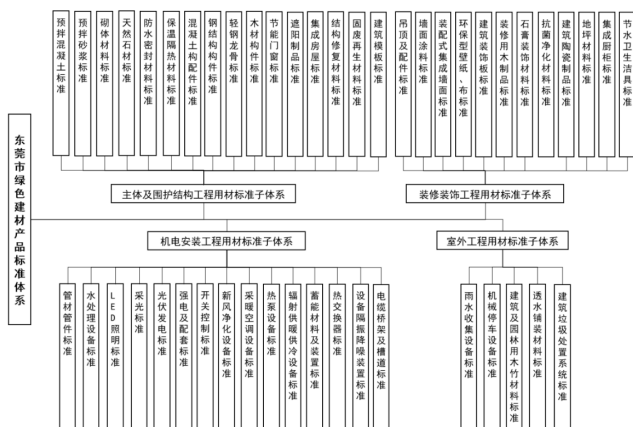 东莞市绿色建材产品标准体系
预拌混凝土标准
预拌砂浆标准
砌体材料标准
天然石材标准
防水密封材料标准
保温隔热材料标准
混凝土构配件标准
钢结构构件标准
轻钢龙骨标准
木材构件标准
节能门窗标准
遮阳制品标准
集成房屋标准
结构修复材料标准
固废再生材料标准
建筑模板标准
吊顶及配件标准
墙面涂料标准
装配式集成墙面标准
环保型壁纸、布标准
建筑装饰板标准
装修用木制品标准
石膏装饰材料标准
抗菌净化材料标准
建筑陶瓷制品标准
地坪材料标准
集成厨柜标准
节水卫生洁具标准
主体及围护结构工程用材标准子体系
装修装饰工程用材标准子体系
机电安装工程用材标准子体系
室外工程用材标准子体系
管材管件标准
水处理设备标准
LED照明标准
采光标准
光伏发电标准
强电及配套标准
开关控制标准
新风净化设备标准
采暖空调设备标准
热泵设备标准
辐射供暖供冷设备标准
蓄能材料及装置标准
热交换器标准
设备隔振降噪装置标准
电缆桥架及槽道标准
雨水收集设备标准
机械停车设备标准
建筑及园林用木竹材料标准
透水铺装材料标准
建筑垃圾处置系统标准